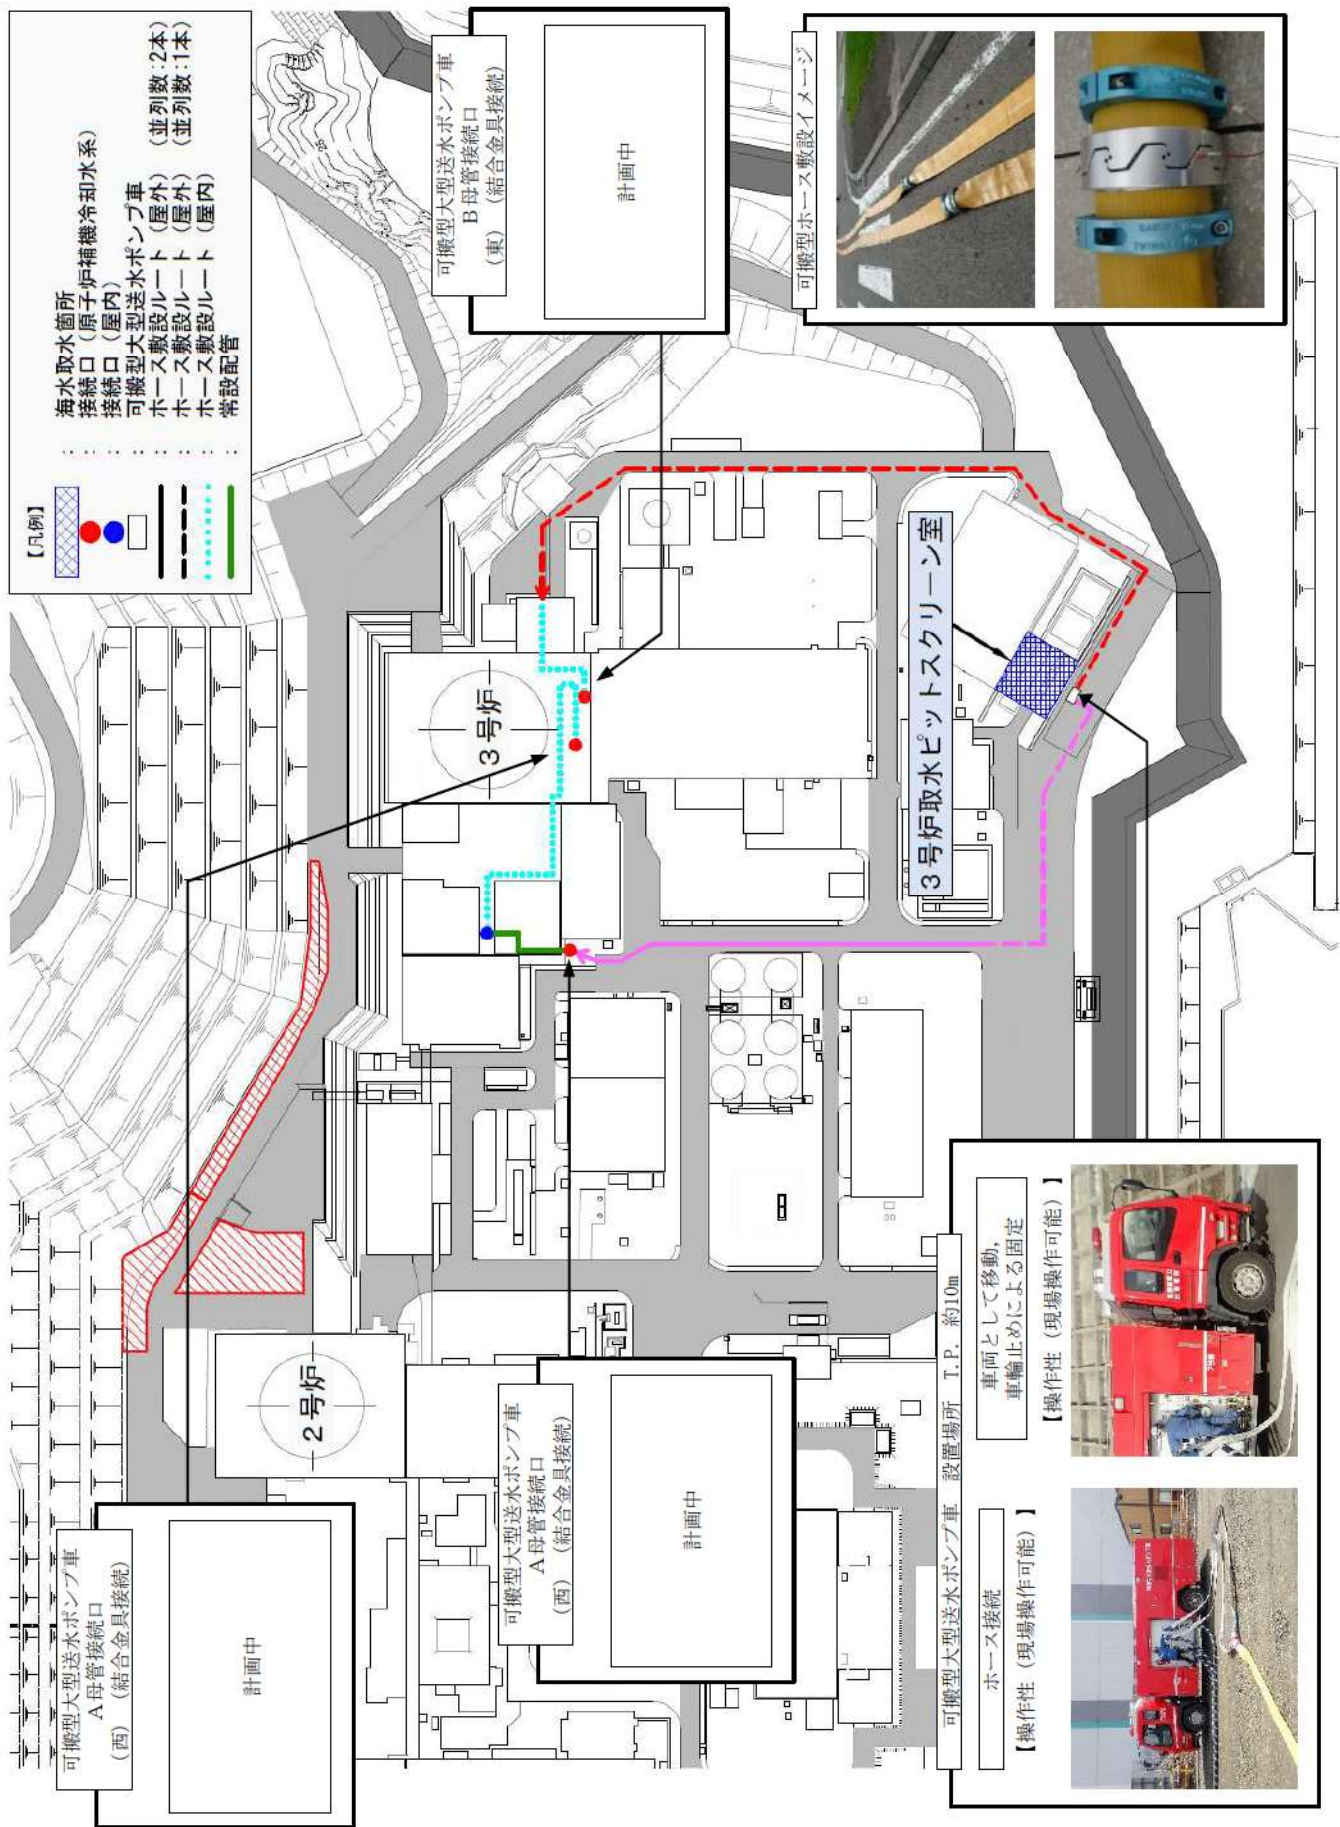 【凡例】
： 海水取水箇所
： 接続口（原子炉補機冷却水系）
： 接続口（屋内）
： 可搬型大型送水ポンプ車
： ホース敷設ルート（屋外）（並列数：2本）
： ホース敷設ルート（屋外）（並列数：1本）
： ホース敷設ルート（屋内）
： 常設配管
可搬型大型送水ポンプ車
B母管接続口
（東）（結合金具接続）
計画中
可搬型ホース敷設イメージ
3号炉
3号炉取水ピットスクリーン室
2号炉
可搬型大型送水ポンプ車
A母管接続口
（西）（結合金具接続）
計画中
可搬型大型送水ポンプ車
A母管接続口
（西）（結合金具接続）
計画中
可搬型大型送水ポンプ車 設置場所 T.P. 約10m
ホース接続
【操作性（現場操作可能）】
車両として移動，
車輪止めによる固定
【操作性（現場操作可能）】